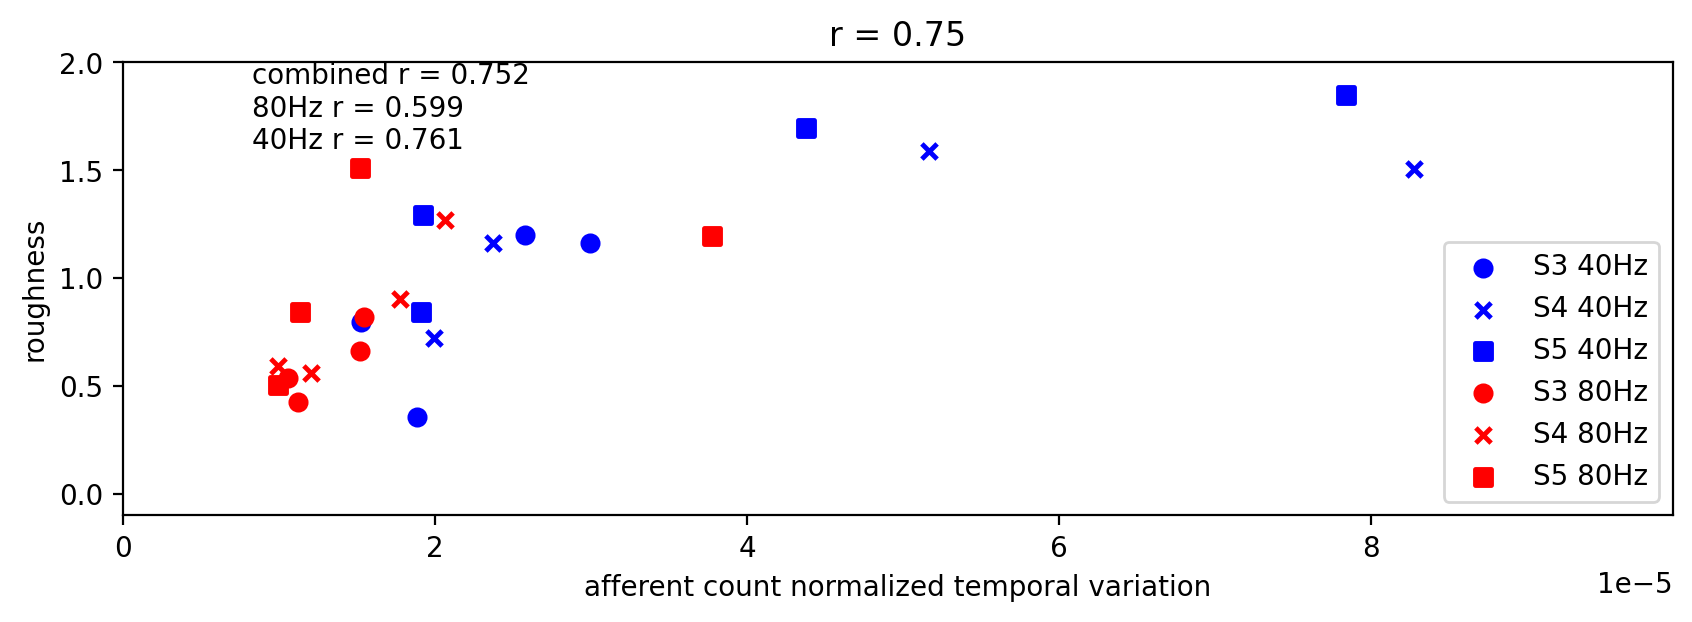 r = 0.75
combined r = 0.752
80Hz r = 0.599
40Hz r = 0.761
2.0
1.5
1.0
0.5
0.0
roughness
S3 40Hz
S4 40Hz
S5 40Hz
S3 80Hz
S4 80Hz
S5 80Hz
0 2 4 6 8
1e−5
afferent count normalized temporal variation